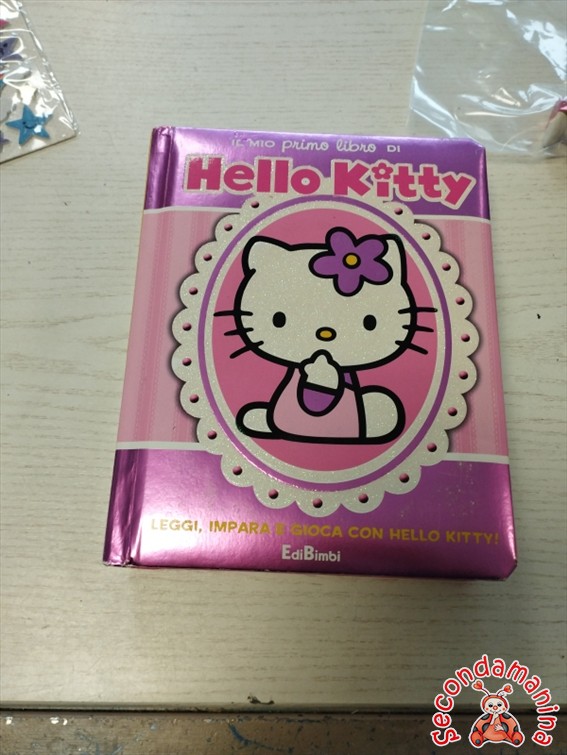 IL MIO primo libro DI
Hello Kitty
LEGGI, IMPARA E GIOCA CON HELLO KITTY!
EdiBimbi
Secondamanina